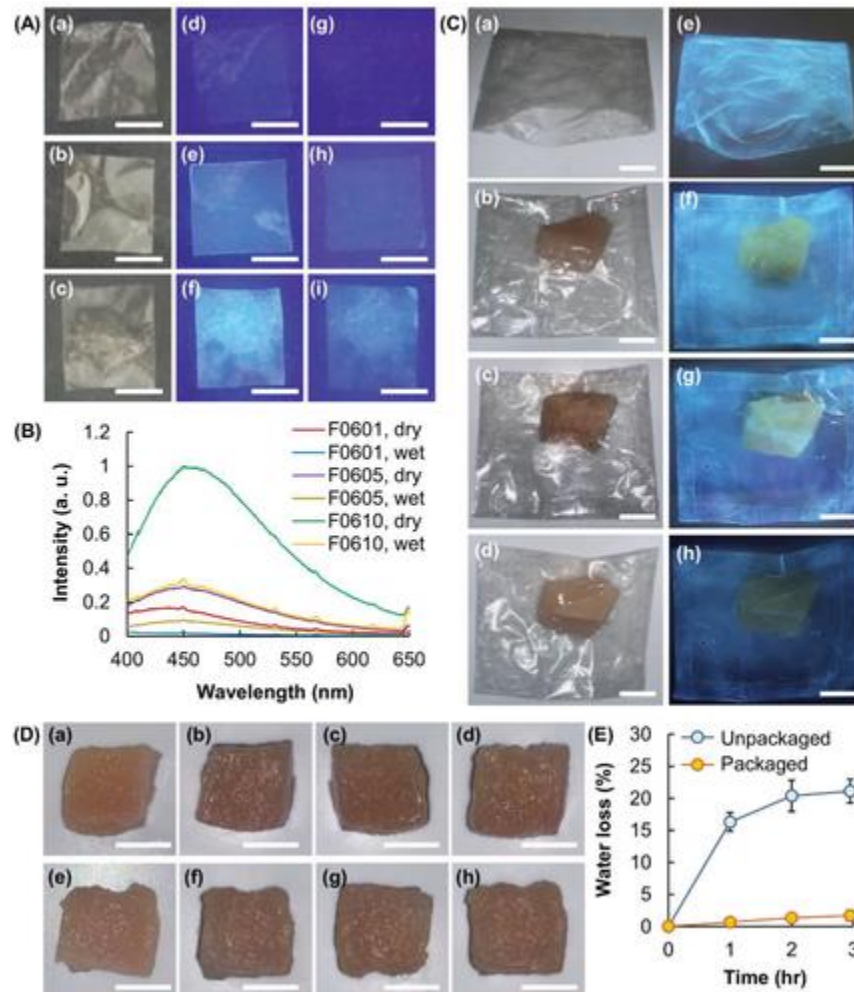 (A)
(a)
(d)
(g)
(b)
(e)
(h)
(c)
(f)
(i)
(B)
1.2
1
0.8
0.6
0.4
0.2
0
Intensity (a. u.)
400
450
500
550
600
650
Wavelength (nm)
F0601, dry
F0601, wet
F0605, dry
F0605, wet
F0610, dry
F0610, wet
(C)
(a)
(e)
(b)
(f)
(c)
(g)
(d)
(h)
(D)
(a)
(b)
(c)
(d)
(e)
(f)
(g)
(h)
(E)
30
25
20
15
10
5
0
Water loss (%)
Unpackaged
Packaged
0
1
2
3
Time (hr)